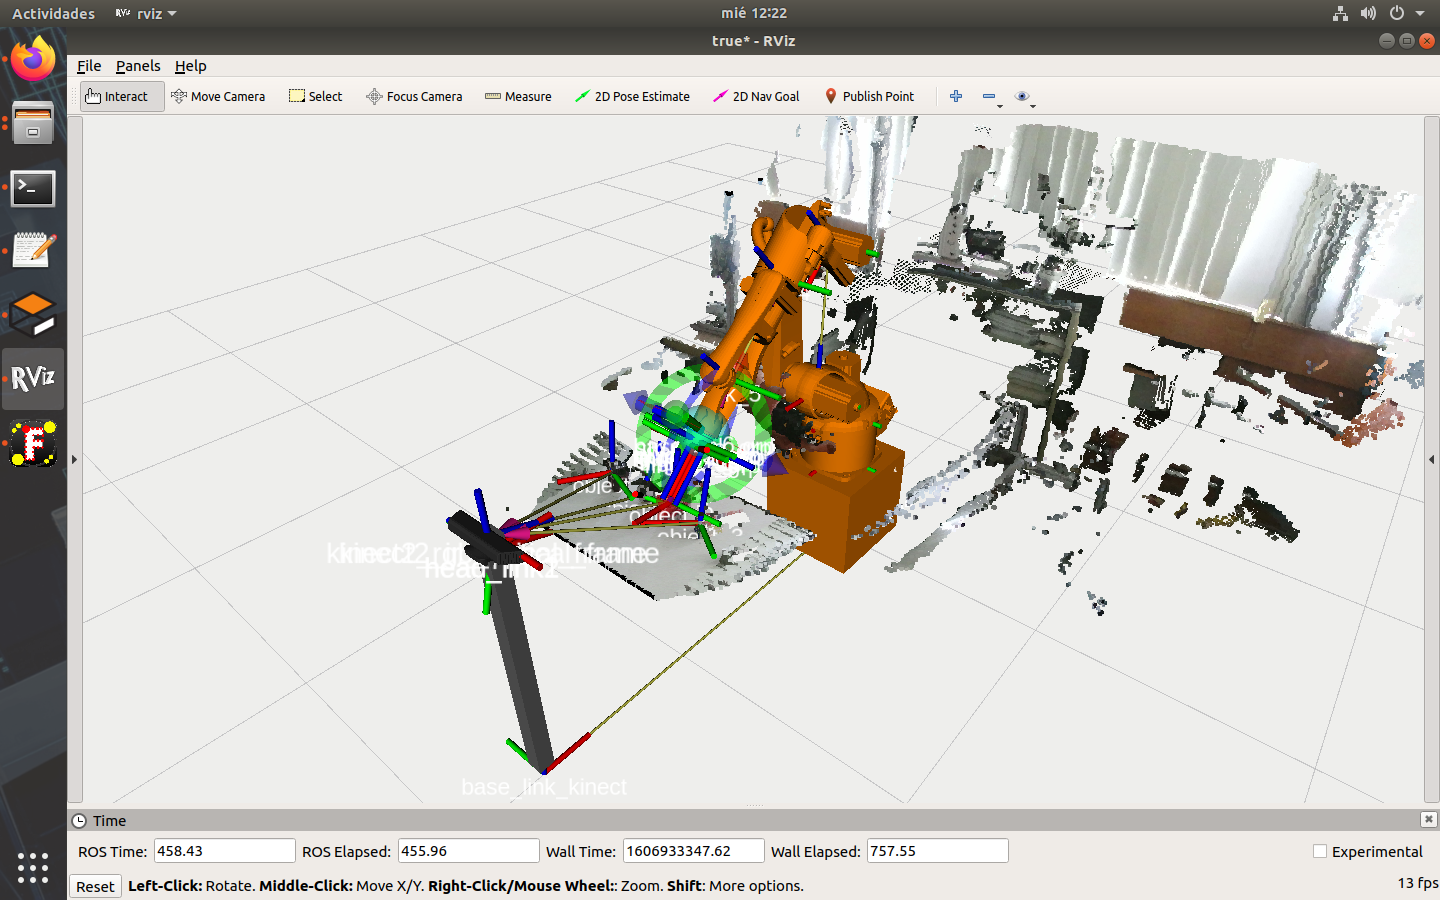 Actividades RViz rviz mié 12:22
true* - RViz
File Panels Help
Interact Move Camera Select Focus Camera Measure 2D Pose Estimate 2D Nav Goal Publish Point
RViz
F
base_link_kinect
Time
ROS Time: 458.43 ROS Elapsed: 455.96 Wall Time: 1606933347.62 Wall Elapsed: 757.55 Experimental
Reset Left-Click: Rotate. Middle-Click: Move X/Y. Right-Click/Mouse Wheel:: Zoom. Shift: More options. 13 fps